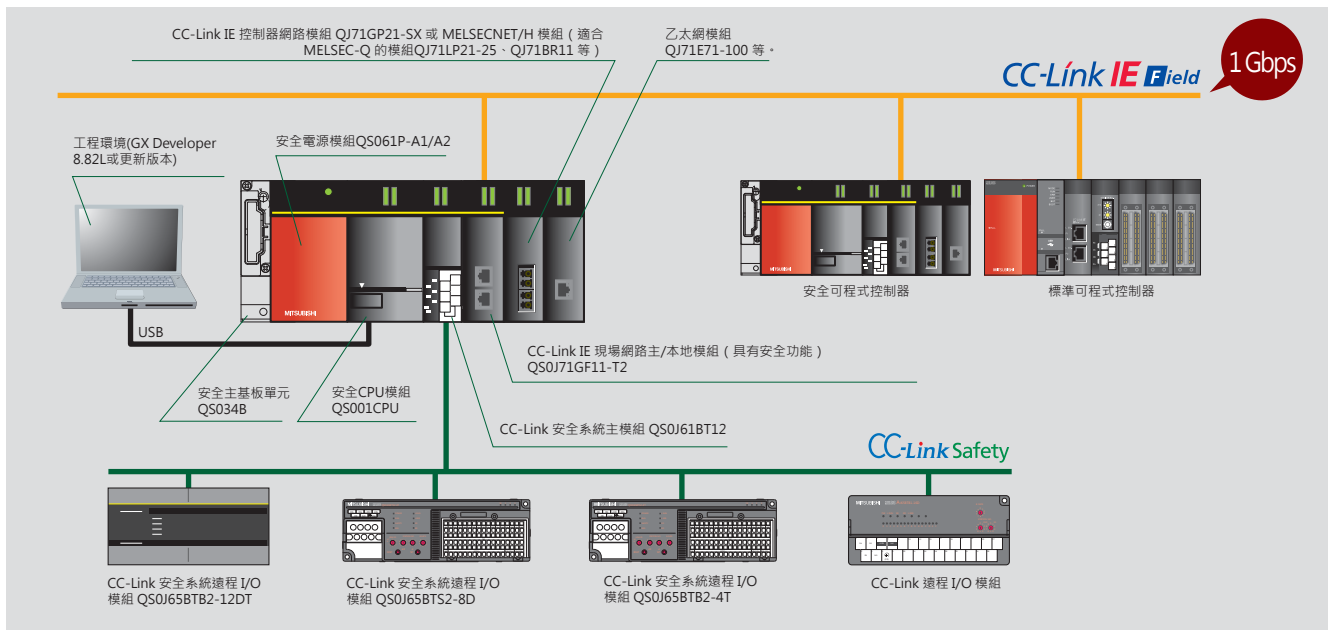 CC-Link IE 控制器網路模組 QJ71GP21-SX 或 MELSECNET/H 模組（適合
MELSEC-Q 的模組QJ71LP21-25、QJ71BR11 等）
乙太網模組
QJ71E71-100 等。
CC-Link IE Field
1 Gbps
工程環境(GX Developer
8.82L或更新版本)
安全電源模組QS061P-A1/A2
MITSUBISHI
USB
安全可程式控制器
標準可程式控制器
CC-Link IE 現場網路主/本地模組（具有安全功能）
QS0J71GF11-T2
安全主基板單元
QS034B
安全CPU模組
QS001CPU
CC-Link 安全系統主模組 QS0J61BT12
CC-Link Safety
CC-Link 安全系統遠程 I/O
模組 QS0J65BTB2-12DT
CC-Link 安全系統遠程 I/O
模組 QS0J65BTS2-8D
CC-Link 安全系統遠程 I/O
模組 QS0J65BTB2-4T
CC-Link 遠程 I/O 模組